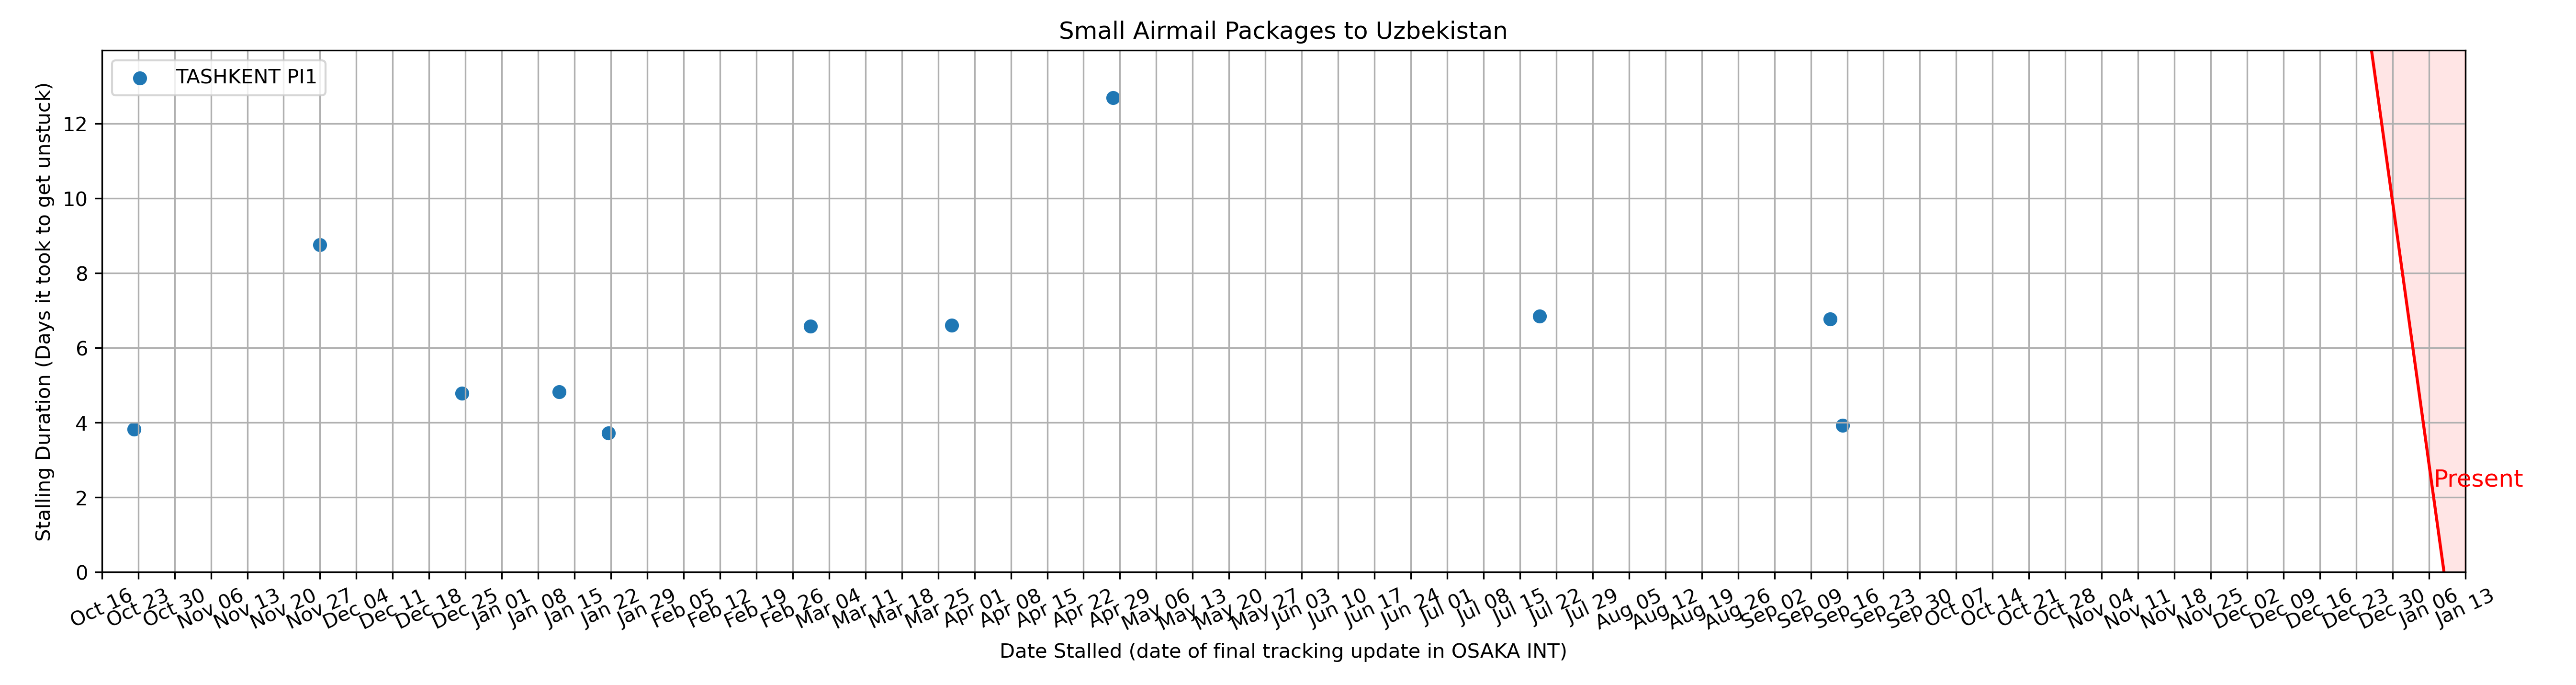 Small Airmail Packages to Uzbekistan
TASHKENT PI1
Stalling Duration (Days it took to get unstuck)
12
10
8
6
4
2
0
Present
Oct 16
Oct 23
Oct 30
Nov 06
Nov 13
Nov 20
Nov 27
Dec 04
Dec 11
Dec 18
Dec 25
Jan 01
Jan 08
Jan 15
Jan 22
Jan 29
Feb 05
Feb 12
Feb 19
Feb 26
Mar 04
Mar 11
Mar 18
Mar 25
Apr 01
Apr 08
Apr 15
Apr 22
Apr 29
May 06
May 13
May 20
May 27
Jun 03
Jun 10
Jun 17
Jun 24
Jul 01
Jul 08
Jul 15
Jul 22
Jul 29
Aug 05
Aug 12
Aug 19
Aug 26
Sep 02
Sep 09
Sep 16
Sep 23
Sep 30
Oct 07
Oct 14
Oct 21
Oct 28
Nov 04
Nov 11
Nov 18
Nov 25
Dec 02
Dec 09
Dec 16
Dec 23
Dec 30
Jan 06
Jan 13
Date Stalled (date of final tracking update in OSAKA INT)